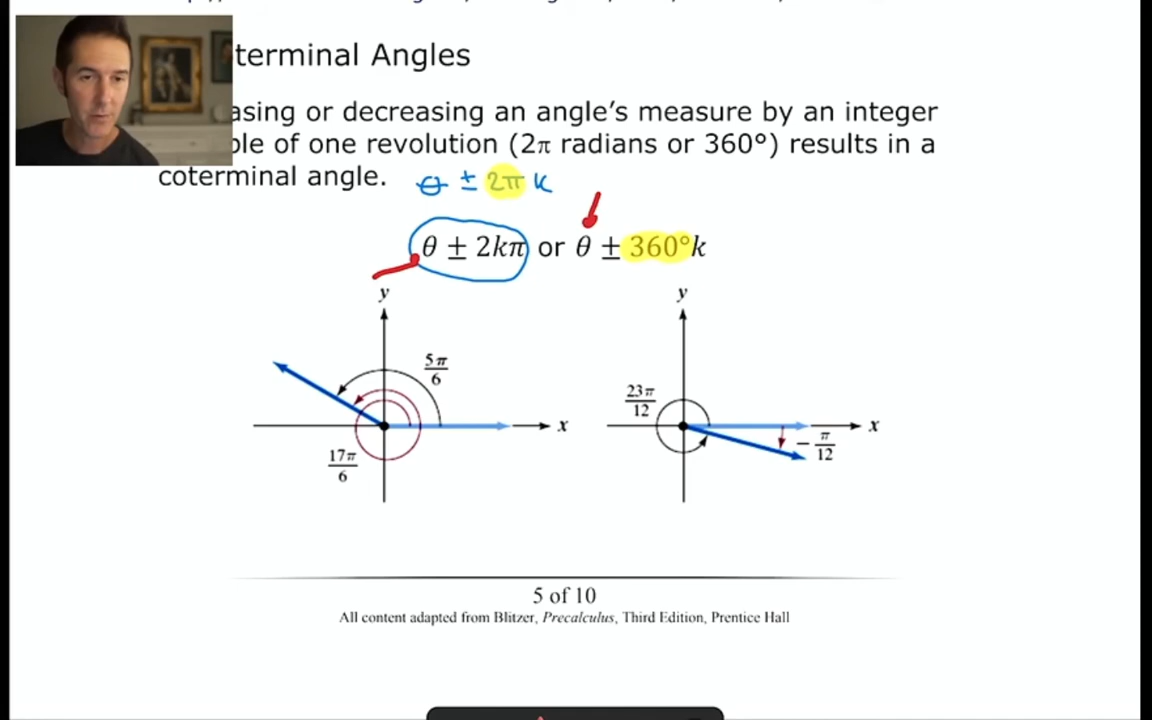 terminal Angles
asing or decreasing an angle's measure by an integer
ple of one revolution (2π radians or 360°) results in a
coterminal angle. θ ± 2π k
θ ± 2kπ or θ ± 360°k
y
y
5π
6
23π
12
x
x
17π
6
− π
12
5 of 10
All content adapted from Blitzer, Precalculus, Third Edition, Prentice Hall